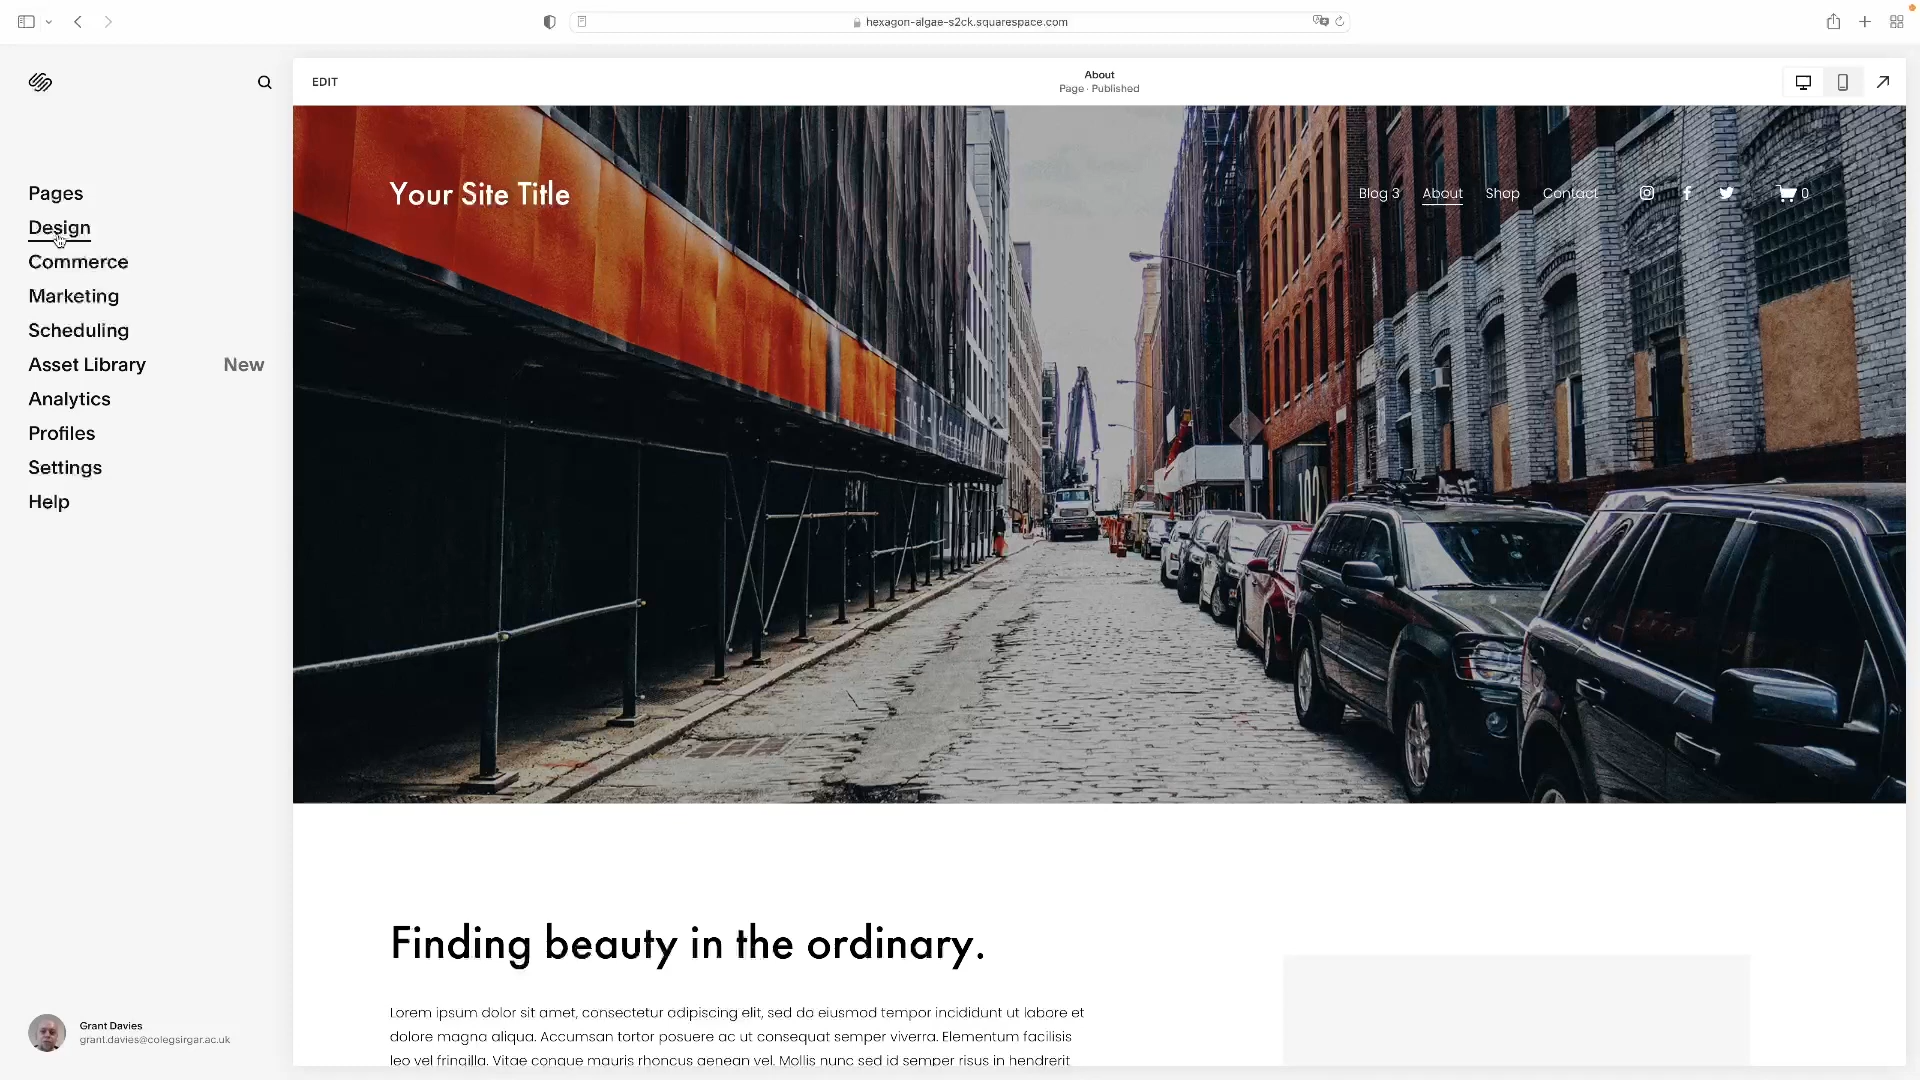 hexagon-algae-s2ck.squarespace.com
EDIT
About
Page · Published
Pages
Design
Commerce
Marketing
Scheduling
Asset Library New
Analytics
Profiles
Settings
Help
Grant Davies
grant.davies@colegsirgar.ac.uk
Your Site Title
Blog 3 About Shop Contact 0
Finding beauty in the ordinary.
Lorem ipsum dolor sit amet, consectetur adipiscing elit, sed do eiusmod tempor incididunt ut labore et
dolore magna aliqua. Accumsan tortor posuere ac ut consequat semper viverra. Elementum facilisis
leo vel fringilla. Vitae congue mauris rhoncus aenean vel. Mollis nunc sed id semper risus in hendrerit